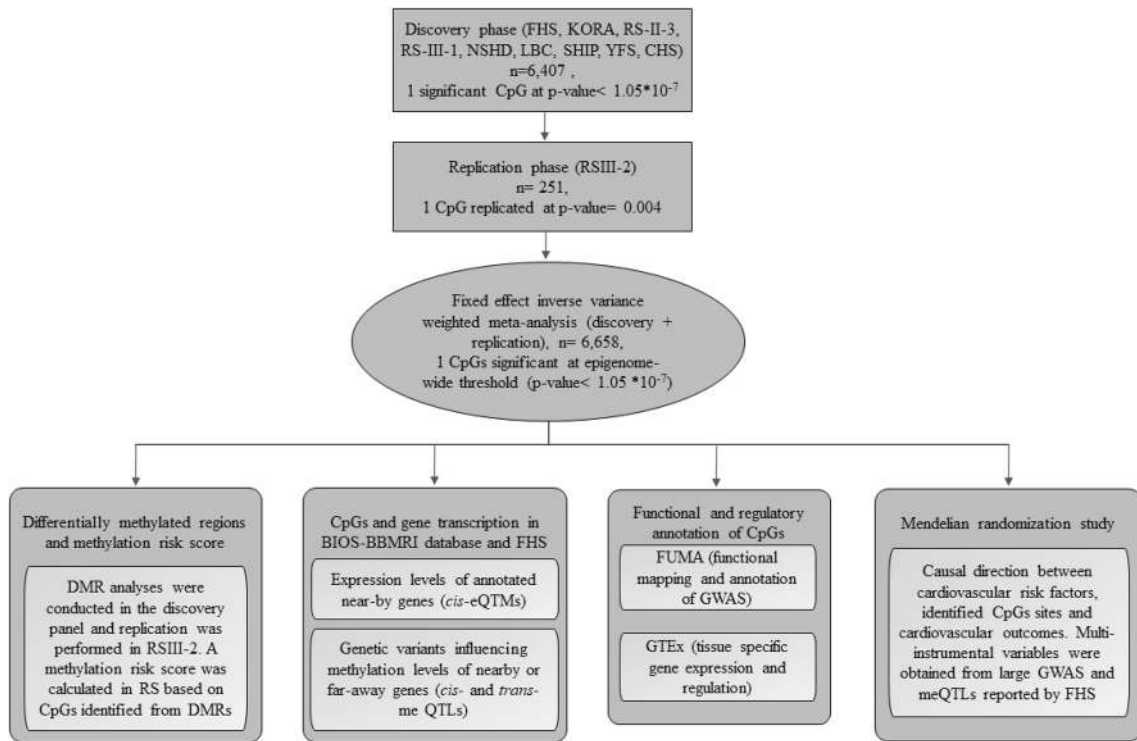 Discovery phase (FHS, KORA, RS-II-3,
RS-III-1, NSHD, LBC, SHIP, YFS, CHS)
n=6,407 ,
1 significant CpG at p-value< 1.05*10-7
Replication phase (RSIII-2)
n= 251,
1 CpG replicated at p-value= 0.004
Fixed effect inverse variance
weighted meta-analysis (discovery +
replication), n= 6,658,
1 CpGs significant at epigenome-
wide threshold (p-value< 1.05 *10-7)
Differentially methylated regions
and methylation risk score
DMR analyses were
conducted in the discovery
panel and replication was
performed in RSIII-2. A
methylation risk score was
calculated in RS based on
CpGs identified from DMRs
CpGs and gene transcription in
BIOS-BBMRI database and FHS
Expression levels of annotated
near-by genes (cis-eQTMs)
Genetic variants influencing
methylation levels of nearby or
far-away genes (cis- and trans-
me QTLs)
Functional and regulatory
annotation of CpGs
FUMA (functional
mapping and annotation
of GWAS)
GTEx (tissue specific
gene expression and
regulation)
Mendelian randomization study
Causal direction between
cardiovascular risk factors,
identified CpGs sites and
cardiovascular outcomes. Multi-
instrumental variables were
obtained from large GWAS and
meQTLs reported by FHS